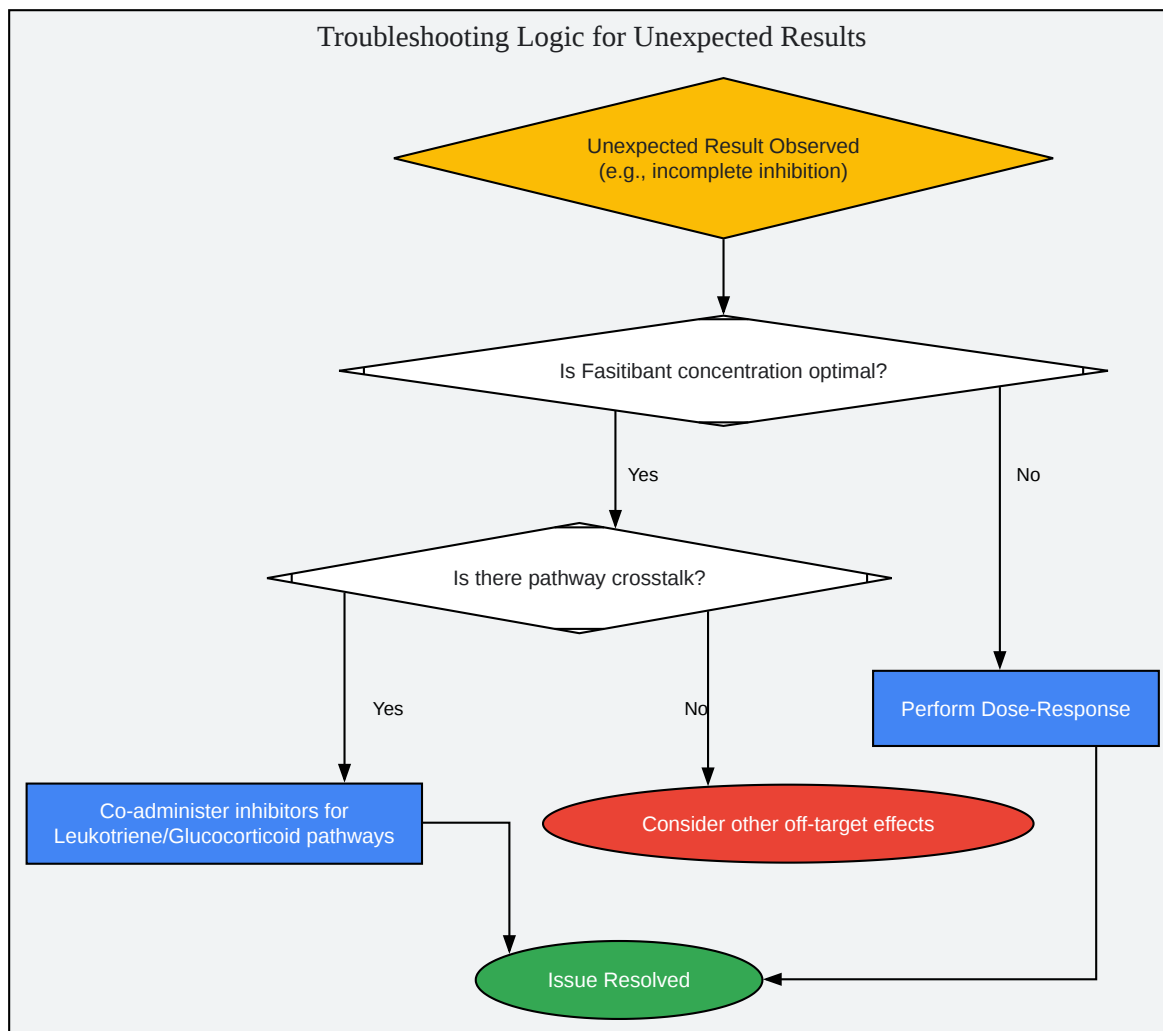 Troubleshooting Logic for Unexpected Results
Unexpected Result Observed
(e.g., incomplete inhibition)
Is Fasitibant concentration optimal?
Yes
No
Is there pathway crosstalk?
Yes
No
Perform Dose-Response
Co-administer inhibitors for
Leukotriene/Glucocorticoid pathways
Consider other off-target effects
Issue Resolved